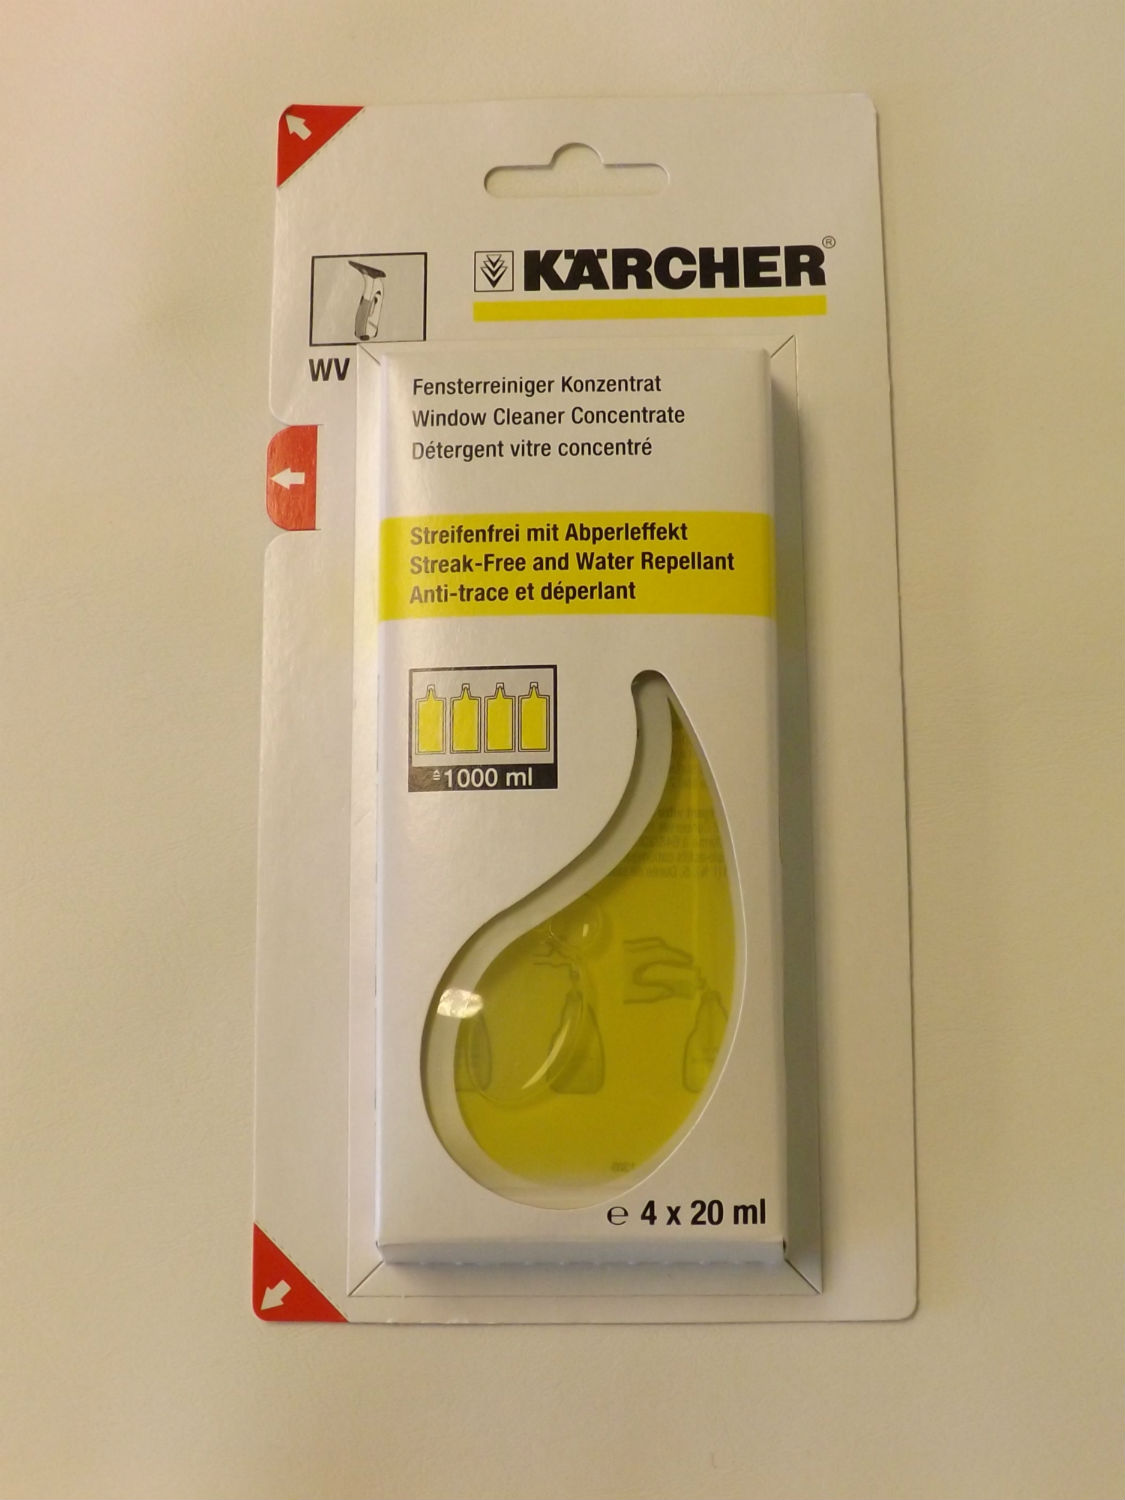 KÄRCHER®
WV
Fensterreiniger Konzentrat
Window Cleaner Concentrate
Détergent vitre concentré
Streifenfrei mit Abperleffekt
Streak-Free and Water Repellant
Anti-trace et déperlant
≙1000 ml
℮ 4 x 20 ml